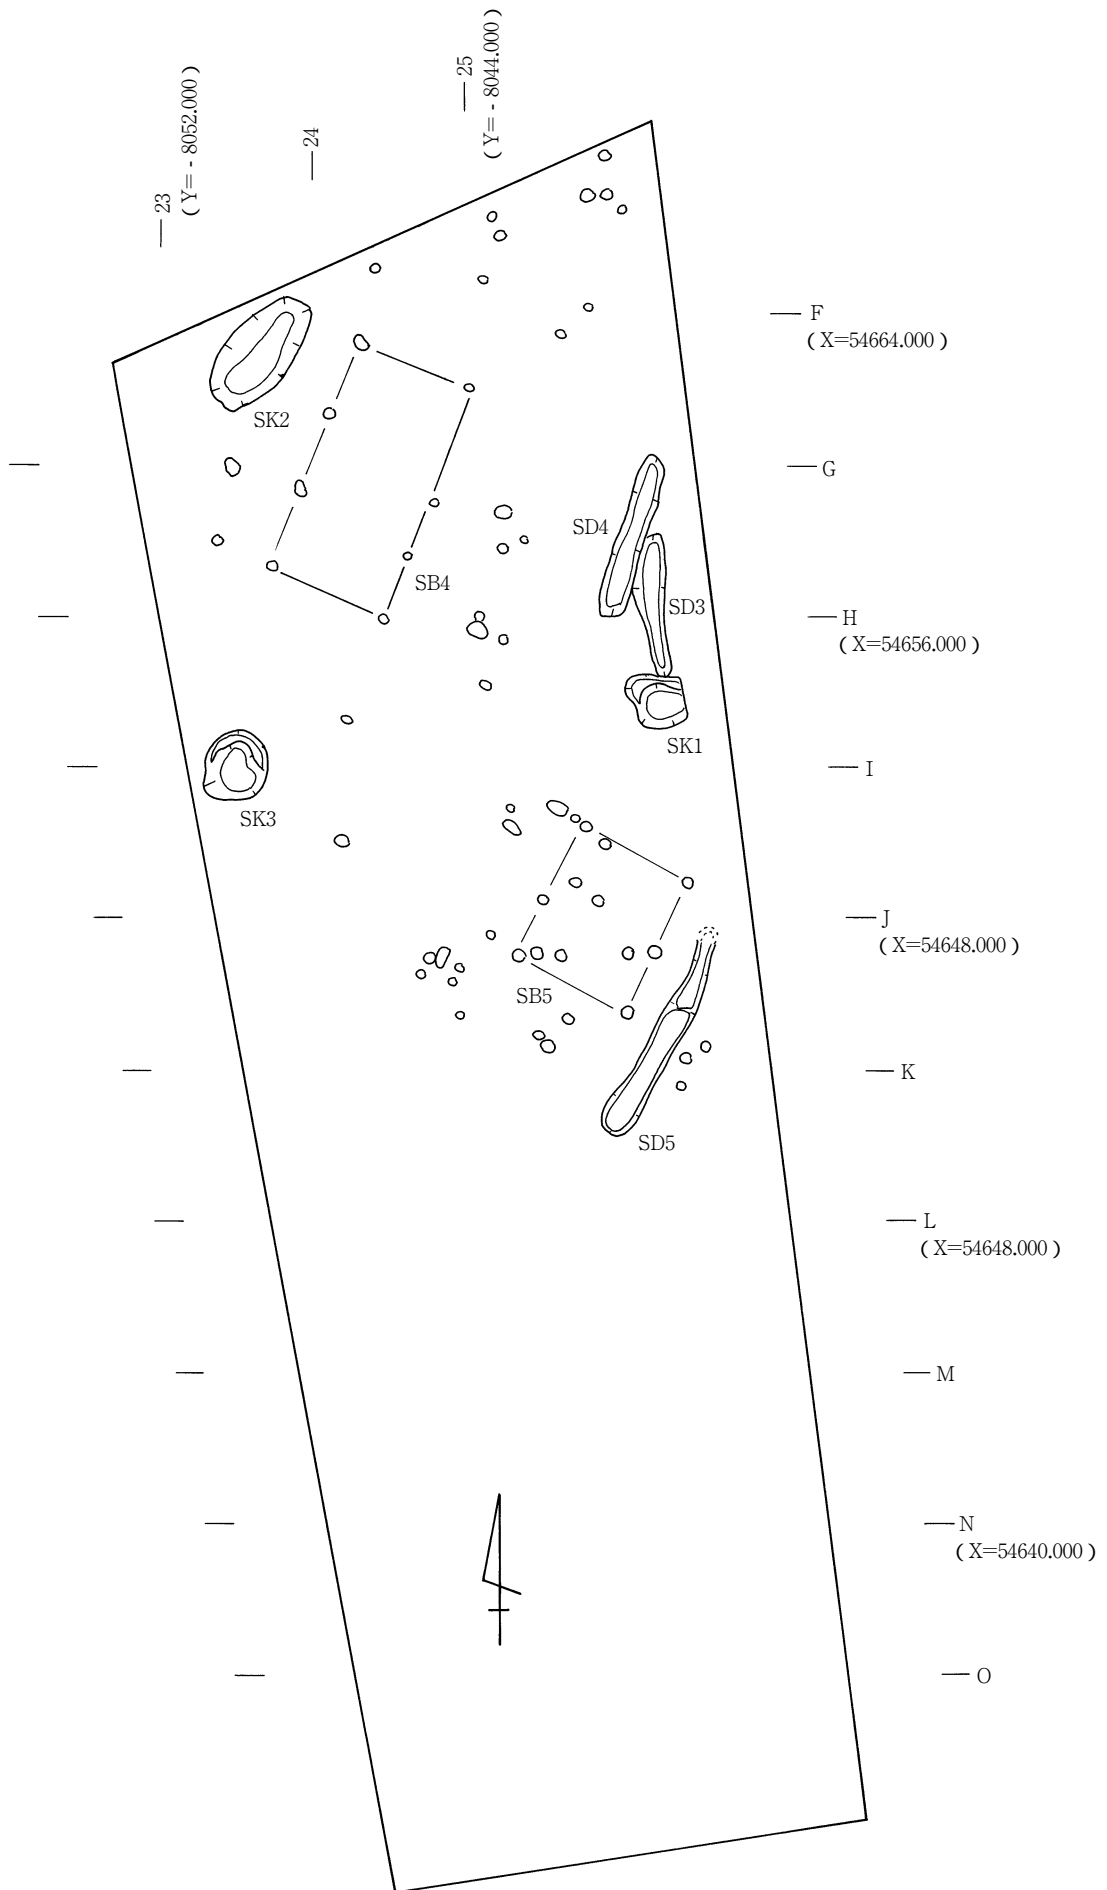 25
(Y=-8044.000)
24
23
(Y=-8052.000)
F
(X=54664.000)
SK2
G
SD4
SB4
SD3
H
(X=54656.000)
SK1
I
SK3
J
(X=54648.000)
SB5
K
SD5
L
(X=54648.000)
M
N
(X=54640.000)
O